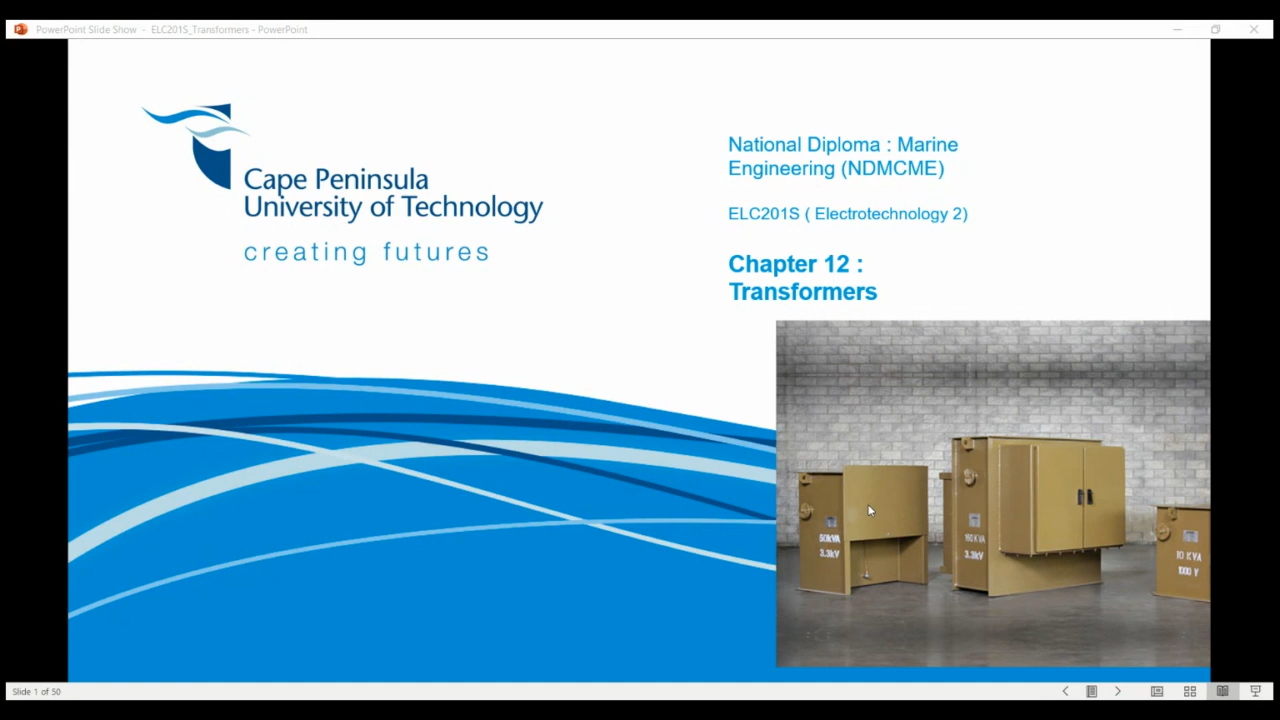 PowerPoint Slide Show - ELC201S_Transformers - PowerPoint
Cape Peninsula
University of Technology
creating futures
National Diploma : Marine
Engineering (NDMCME)
ELC201S ( Electrotechnology 2)
Chapter 12 :
Transformers
50kVA
3.3kV
160 KVA
3.3kV
10 KVA
1000 V
Slide 1 of 50